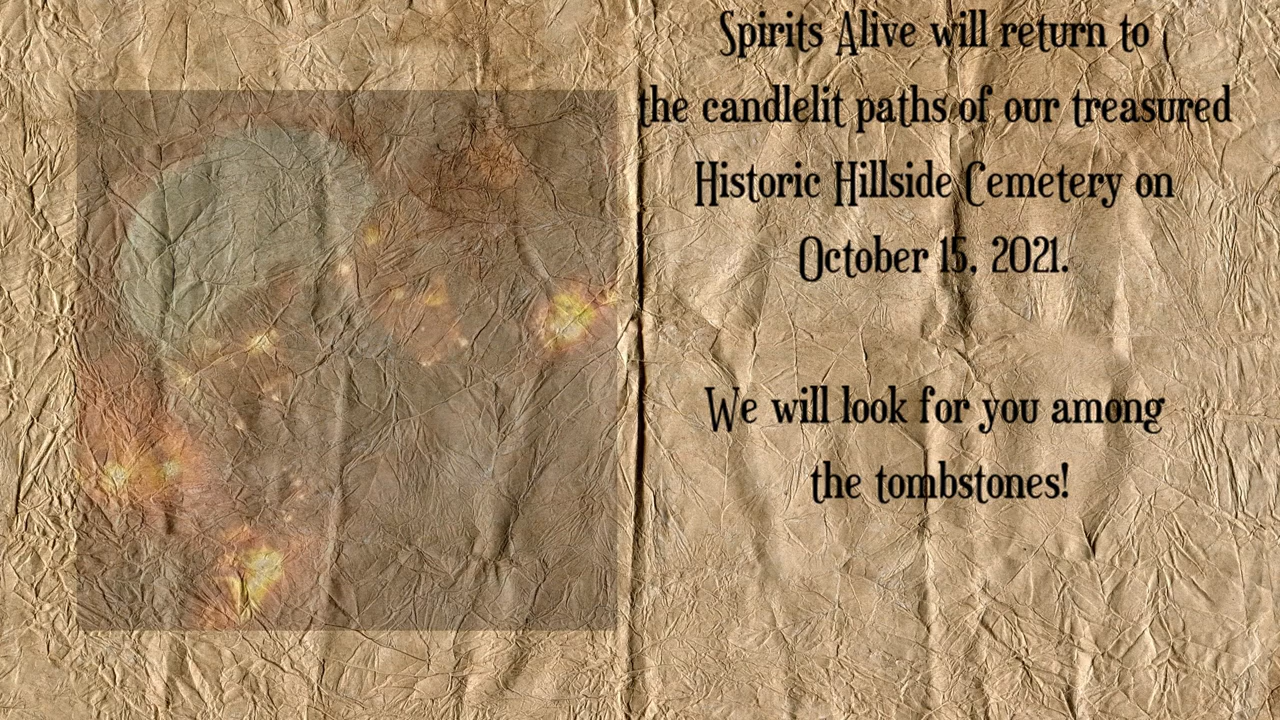 Spirits Alive will return to
the candlelit paths of our treasured
Historic Hillside Cemetery on
October 15, 2021.
We will look for you among
the tombstones!